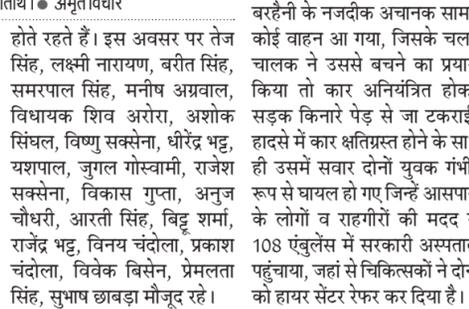 अमृत विचार
होते रहते हैं। इस अवसर पर तेज
सिंह, लक्ष्मी नारायण, बरीत सिंह,
समरपाल सिंह, मनीष अग्रवाल,
विधायक शिव अरोरा, अशोक
सिंघल, विष्णु सक्सेना, धीरेंद्र भट्ट,
यशपाल, जुगल गोस्वामी, राजेश
सक्सेना, विकास गुप्ता, अनुज
चौधरी, आरती सिंह, बिट्टू शर्मा,
राजेंद्र भट्ट, विनय चंदोला, प्रकाश
चंदोला, विवेक बिसेन, प्रेमलता
सिंह, सुभाष छाबड़ा मौजूद रहे।
बरहैनी के नजदीक अचानक साम
कोई वाहन आ गया, जिसके चल
चालक ने उससे बचने का प्रया
किया तो कार अनियंत्रित होक
सड़क किनारे पेड़ से जा टकराई
हादसे में कार क्षतिग्रस्त होने के सा
ही उसमें सवार दोनों युवक गंभी
रूप से घायल हो गए जिन्हें आसपा
के लोगों व राहगीरों की मदद
108 एंबुलेंस में सरकारी अस्पता
पहुंचाया, जहां से चिकित्सकों ने दोन
को हायर सेंटर रेफर कर दिया है।